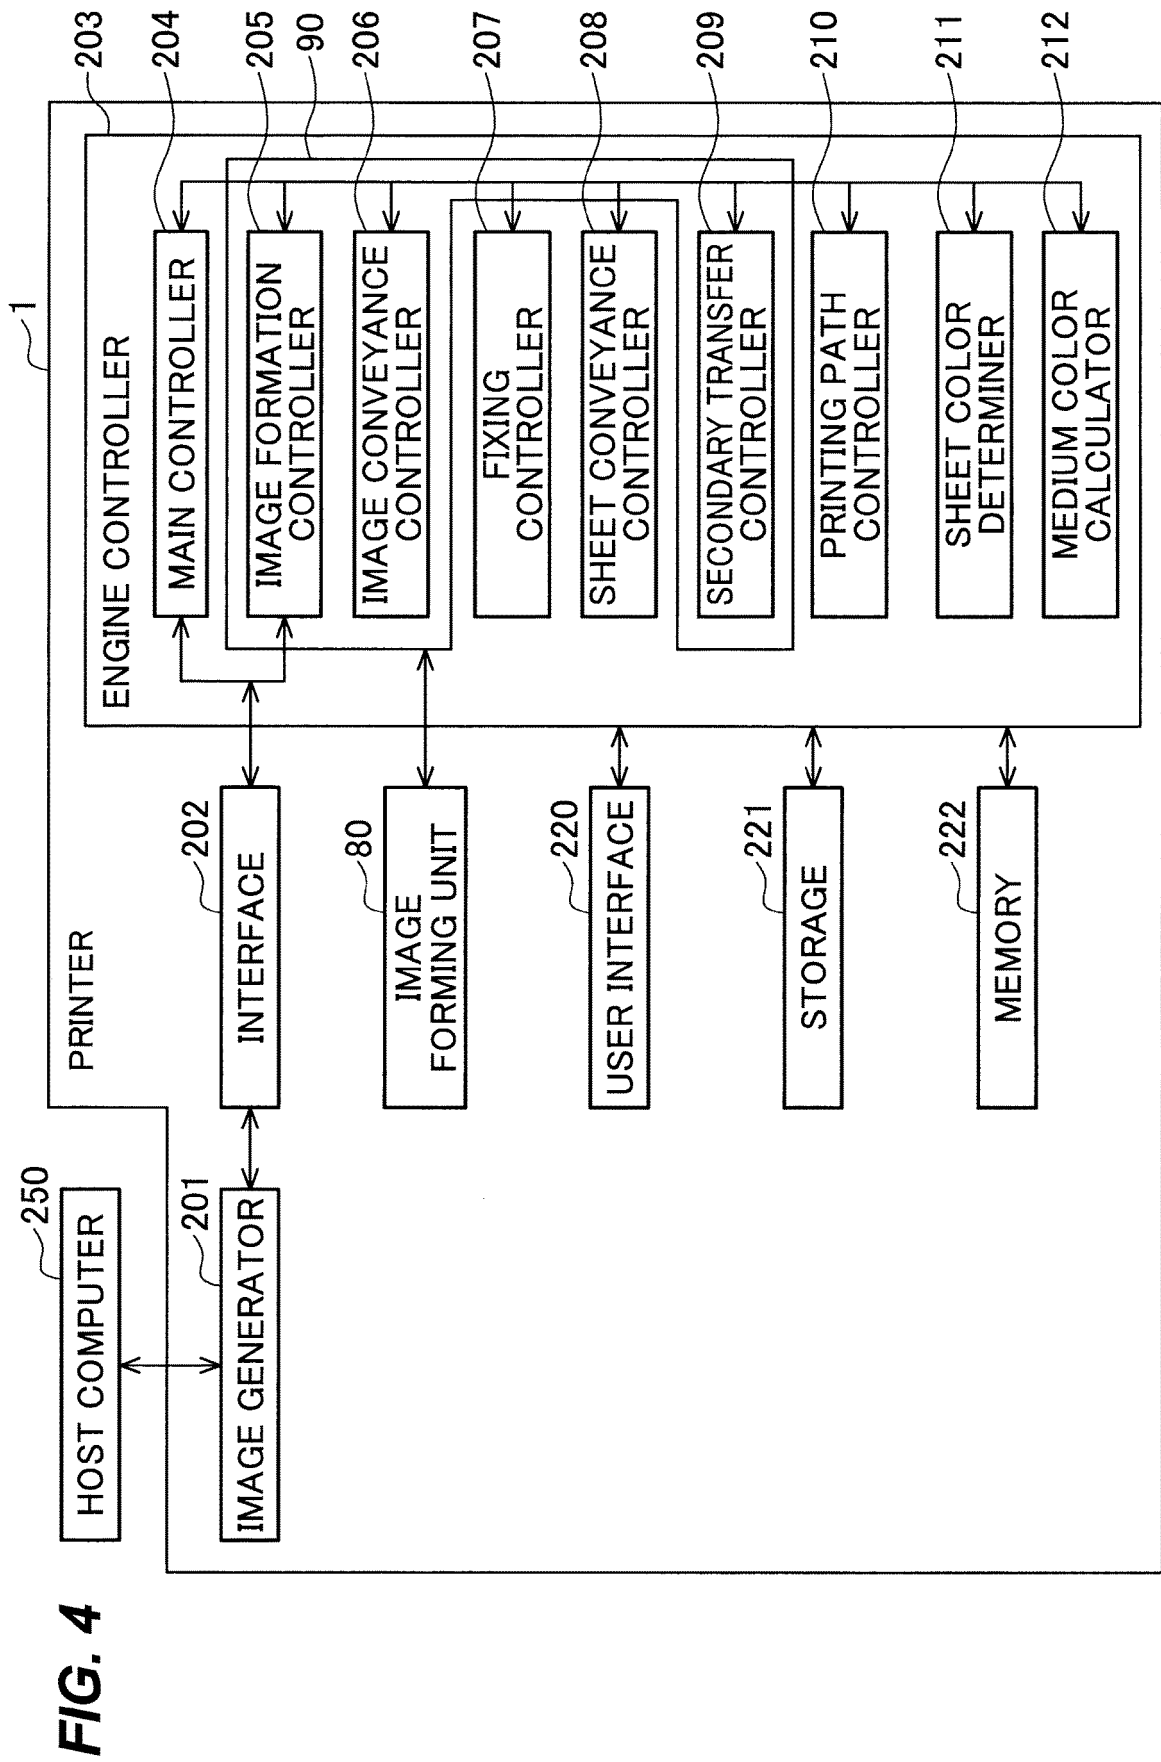 FIG. 4
HOST COMPUTER
250
IMAGE GENERATOR
201
PRINTER
1
INTERFACE
202
IMAGE
FORMING UNIT
80
USER INTERFACE
220
STORAGE
221
MEMORY
222
ENGINE CONTROLLER
203
MAIN CONTROLLER
204
IMAGE FORMATION
CONTROLLER
205
90
IMAGE CONVEYANCE
CONTROLLER
206
FIXING
CONTROLLER
207
SHEET CONVEYANCE
CONTROLLER
208
SECONDARY TRANSFER
CONTROLLER
209
PRINTING PATH
CONTROLLER
210
SHEET COLOR
DETERMINER
211
MEDIUM COLOR
CALCULATOR
212